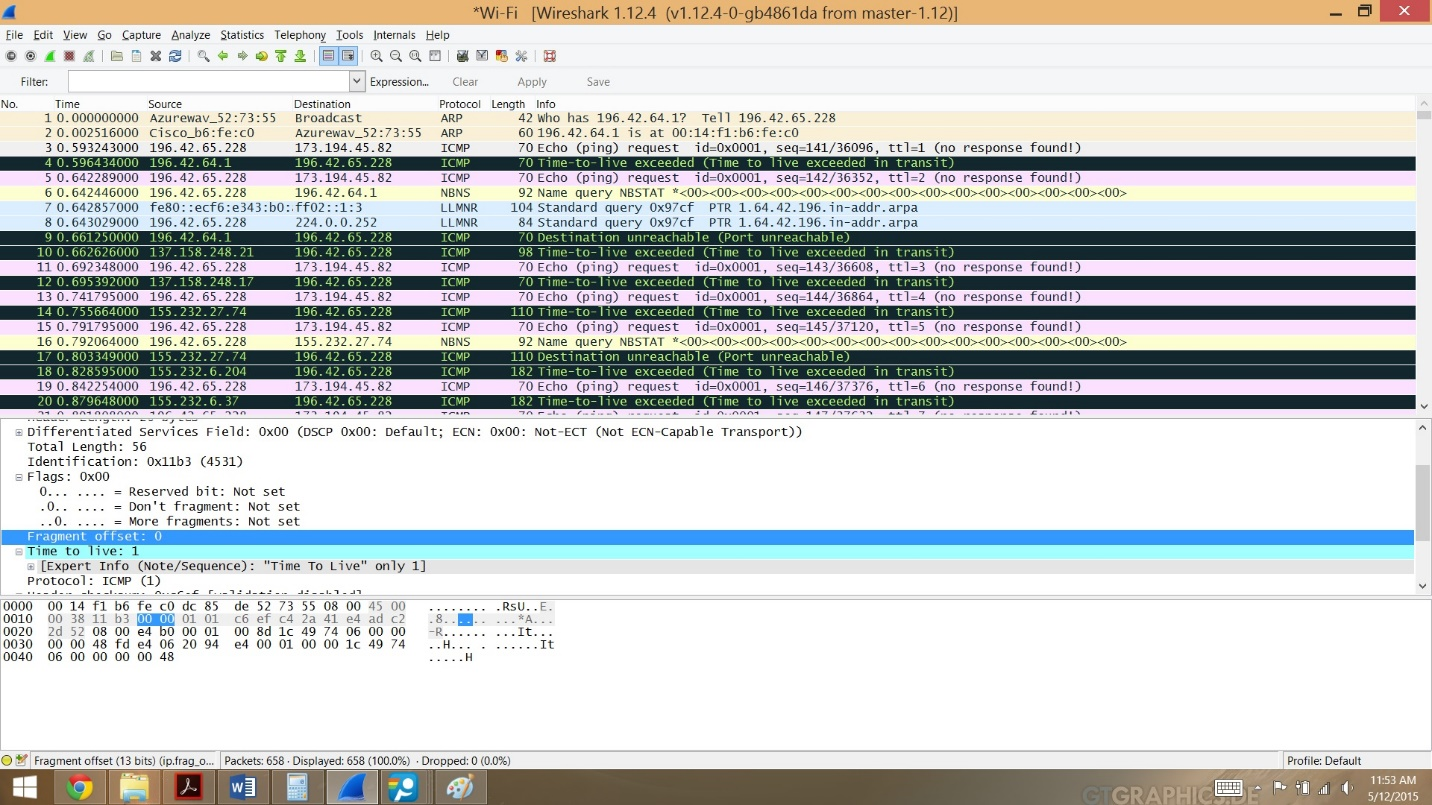 *Wi-Fi [Wireshark 1.12.4 (v1.12.4-0-gb4861da from master-1.12)]
File Edit View Go Capture Analyze Statistics Telephony Tools Internals Help
Filter: Expression... Clear Apply Save
No. Time Source Destination Protocol Length Info
1 0.000000000 Azurewav_52:73:55 Broadcast ARP 42 Who has 196.42.64.1? Tell 196.42.65.228
2 0.002516000 Cisco_b6:fe:c0 Azurewav_52:73:55 ARP 60 196.42.64.1 is at 00:14:f1:b6:fe:c0
3 0.593243000 196.42.65.228 173.194.45.82 ICMP 70 Echo (ping) request id=0x0001, seq=141/36096, ttl=1 (no response found!)
4 0.596434000 196.42.64.1 196.42.65.228 ICMP 70 Time-to-live exceeded (Time to live exceeded in transit)
5 0.642289000 196.42.65.228 173.194.45.82 ICMP 70 Echo (ping) request id=0x0001, seq=142/36352, ttl=2 (no response found!)
6 0.642446000 196.42.65.228 196.42.64.1 NBNS 92 Name query NBSTAT *<00><00><00><00><00><00><00><00><00><00><00><00><00><00><00>
7 0.642857000 fe80::ecf6:e343:b0: ff02::1:3 LLMNR 104 Standard query 0x97cf PTR 1.64.42.196.in-addr.arpa
8 0.643029000 196.42.65.228 224.0.0.252 LLMNR 84 Standard query 0x97cf PTR 1.64.42.196.in-addr.arpa
9 0.661250000 196.42.64.1 196.42.65.228 ICMP 70 Destination unreachable (Port unreachable)
10 0.662626000 137.158.248.21 196.42.65.228 ICMP 98 Time-to-live exceeded (Time to live exceeded in transit)
11 0.692348000 196.42.65.228 173.194.45.82 ICMP 70 Echo (ping) request id=0x0001, seq=143/36608, ttl=3 (no response found!)
12 0.695392000 137.158.248.17 196.42.65.228 ICMP 70 Time-to-live exceeded (Time to live exceeded in transit)
13 0.741795000 196.42.65.228 173.194.45.82 ICMP 70 Echo (ping) request id=0x0001, seq=144/36864, ttl=4 (no response found!)
14 0.755664000 155.232.27.74 196.42.65.228 ICMP 110 Time-to-live exceeded (Time to live exceeded in transit)
15 0.791795000 196.42.65.228 173.194.45.82 ICMP 70 Echo (ping) request id=0x0001, seq=145/37120, ttl=5 (no response found!)
16 0.792064000 196.42.65.228 155.232.27.74 NBNS 92 Name query NBSTAT *<00><00><00><00><00><00><00><00><00><00><00><00><00><00><00>
17 0.803349000 155.232.27.74 196.42.65.228 ICMP 110 Destination unreachable (Port unreachable)
18 0.828595000 155.232.6.204 196.42.65.228 ICMP 182 Time-to-live exceeded (Time to live exceeded in transit)
19 0.842254000 196.42.65.228 173.194.45.82 ICMP 70 Echo (ping) request id=0x0001, seq=146/37376, ttl=6 (no response found!)
20 0.879648000 155.232.6.37 196.42.65.228 ICMP 182 Time-to-live exceeded (Time to live exceeded in transit)
Differentiated Services Field: 0x00 (DSCP 0x00: Default; ECN: 0x00: Not-ECT (Not ECN-Capable Transport))
Total Length: 56
Identification: 0x11b3 (4531)
Flags: 0x00
0... .... = Reserved bit: Not set
.0.. .... = Don't fragment: Not set
..0. .... = More fragments: Not set
Fragment offset: 0
Time to live: 1
[Expert Info (Note/Sequence): "Time To Live" only 1]
Protocol: ICMP (1)
0000 00 14 f1 b6 fe c0 dc 85 de 52 73 55 08 00 45 00 ........ .RsU..E.
0010 00 38 11 b3 00 00 01 01 c6 ef c4 2a 41 e4 ad c2 .8...... ...*A...
0020 2d 52 08 00 e4 b0 00 01 00 8d 1c 49 74 06 00 00 -R...... ...It...
0030 00 00 48 fd e4 06 20 94 e4 00 01 00 00 1c 49 74 ..H... . ......It
0040 06 00 00 00 00 48 .....H
Fragment offset (13 bits) (ip.frag_o... Packets: 658 · Displayed: 658 (100.0%) · Dropped: 0 (0.0%) Profile: Default
11:53 AM
5/12/2015
GTGRAPHICS.DE